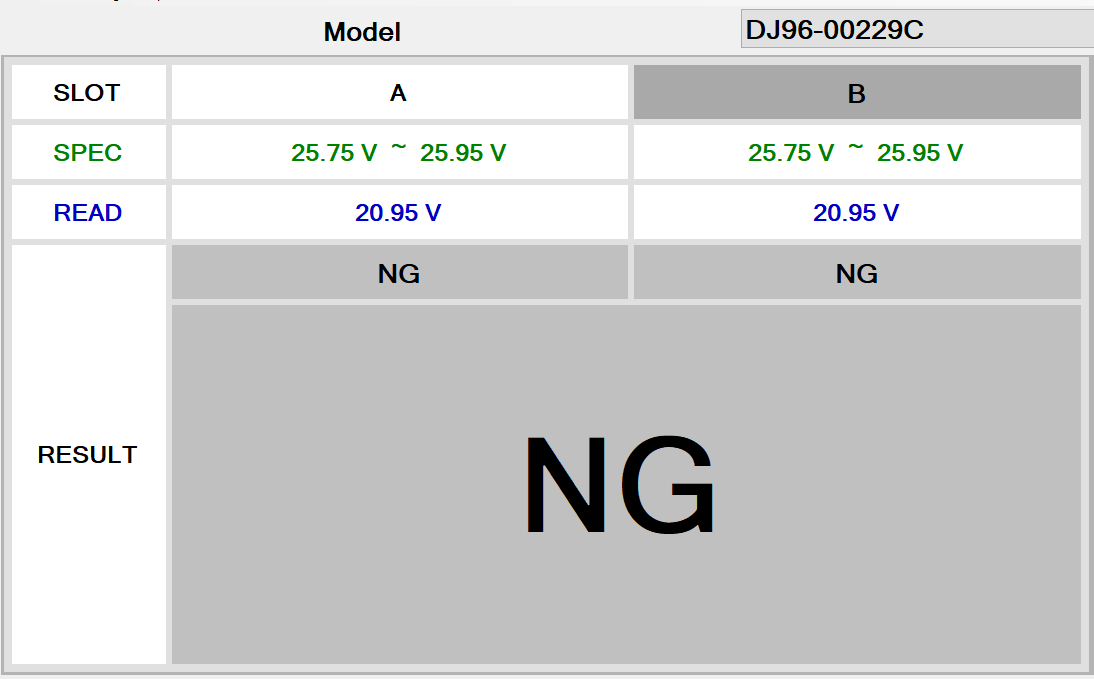 Model DJ96-00229C
SLOT A B
SPEC 25.75 V ~ 25.95 V 25.75 V ~ 25.95 V
READ 20.95 V 20.95 V
NG NG
RESULT NG